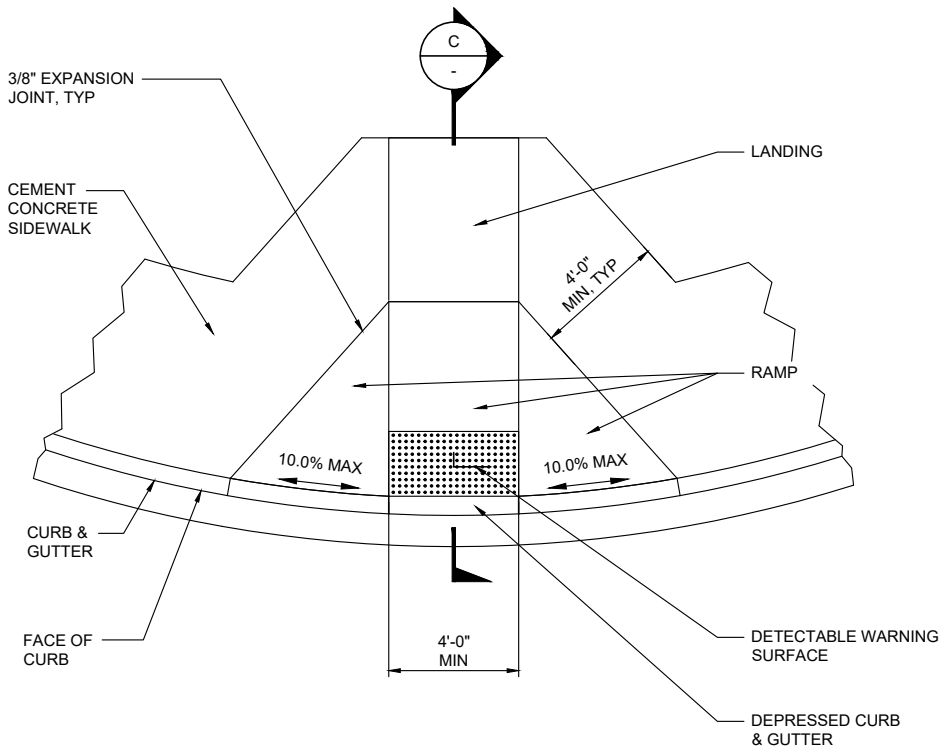 C
-
3/8" EXPANSION
JOINT, TYP
LANDING
CEMENT
CONCRETE
SIDEWALK
4'-0"
MIN, TYP
RAMP
10.0% MAX
10.0% MAX
CURB &
GUTTER
FACE OF
CURB
4'-0"
MIN
DETECTABLE WARNING
SURFACE
DEPRESSED CURB
& GUTTER